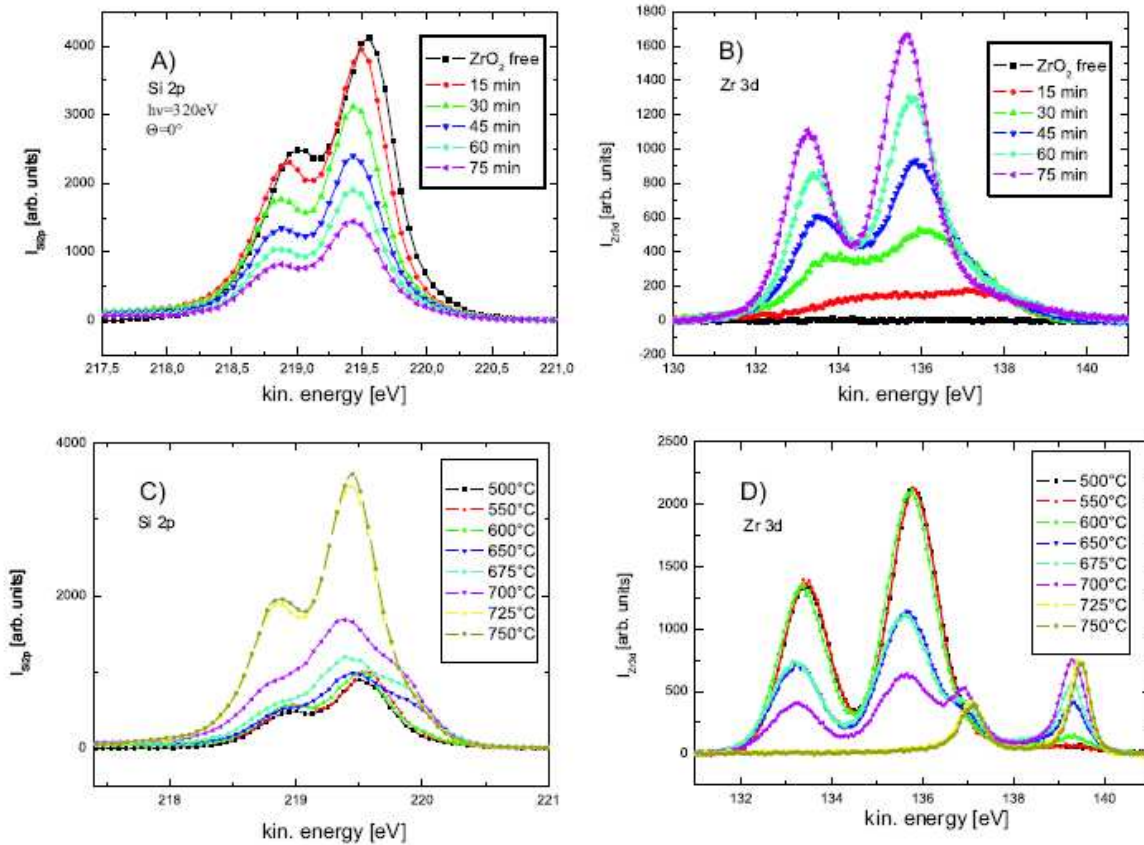 A)
Si 2p
hν=320eV
Θ=0°
ZrO2 free
15 min
30 min
45 min
60 min
75 min
4000
3000
2000
1000
0
I Si2p [arb. units]
217,5 218,0 218,5 219,0 219,5 220,0 220,5 221,0
kin. energy [eV]
B)
Zr 3d
ZrO2 free
15 min
30 min
45 min
60 min
75 min
1800
1600
1400
1200
1000
800
600
400
200
0
-200
I Zr3d [arb. units]
130 132 134 136 138 140
kin. energy [eV]
C)
Si 2p
500°C
550°C
600°C
650°C
675°C
700°C
725°C
750°C
4000
2000
0
I Si2p [arb. units]
218 219 220 221
kin. energy [eV]
D)
Zr 3d
500°C
550°C
600°C
650°C
675°C
700°C
725°C
750°C
2500
2000
1500
1000
500
0
I Zr3d [arb. units]
132 134 136 138 140
kin. energy [eV]